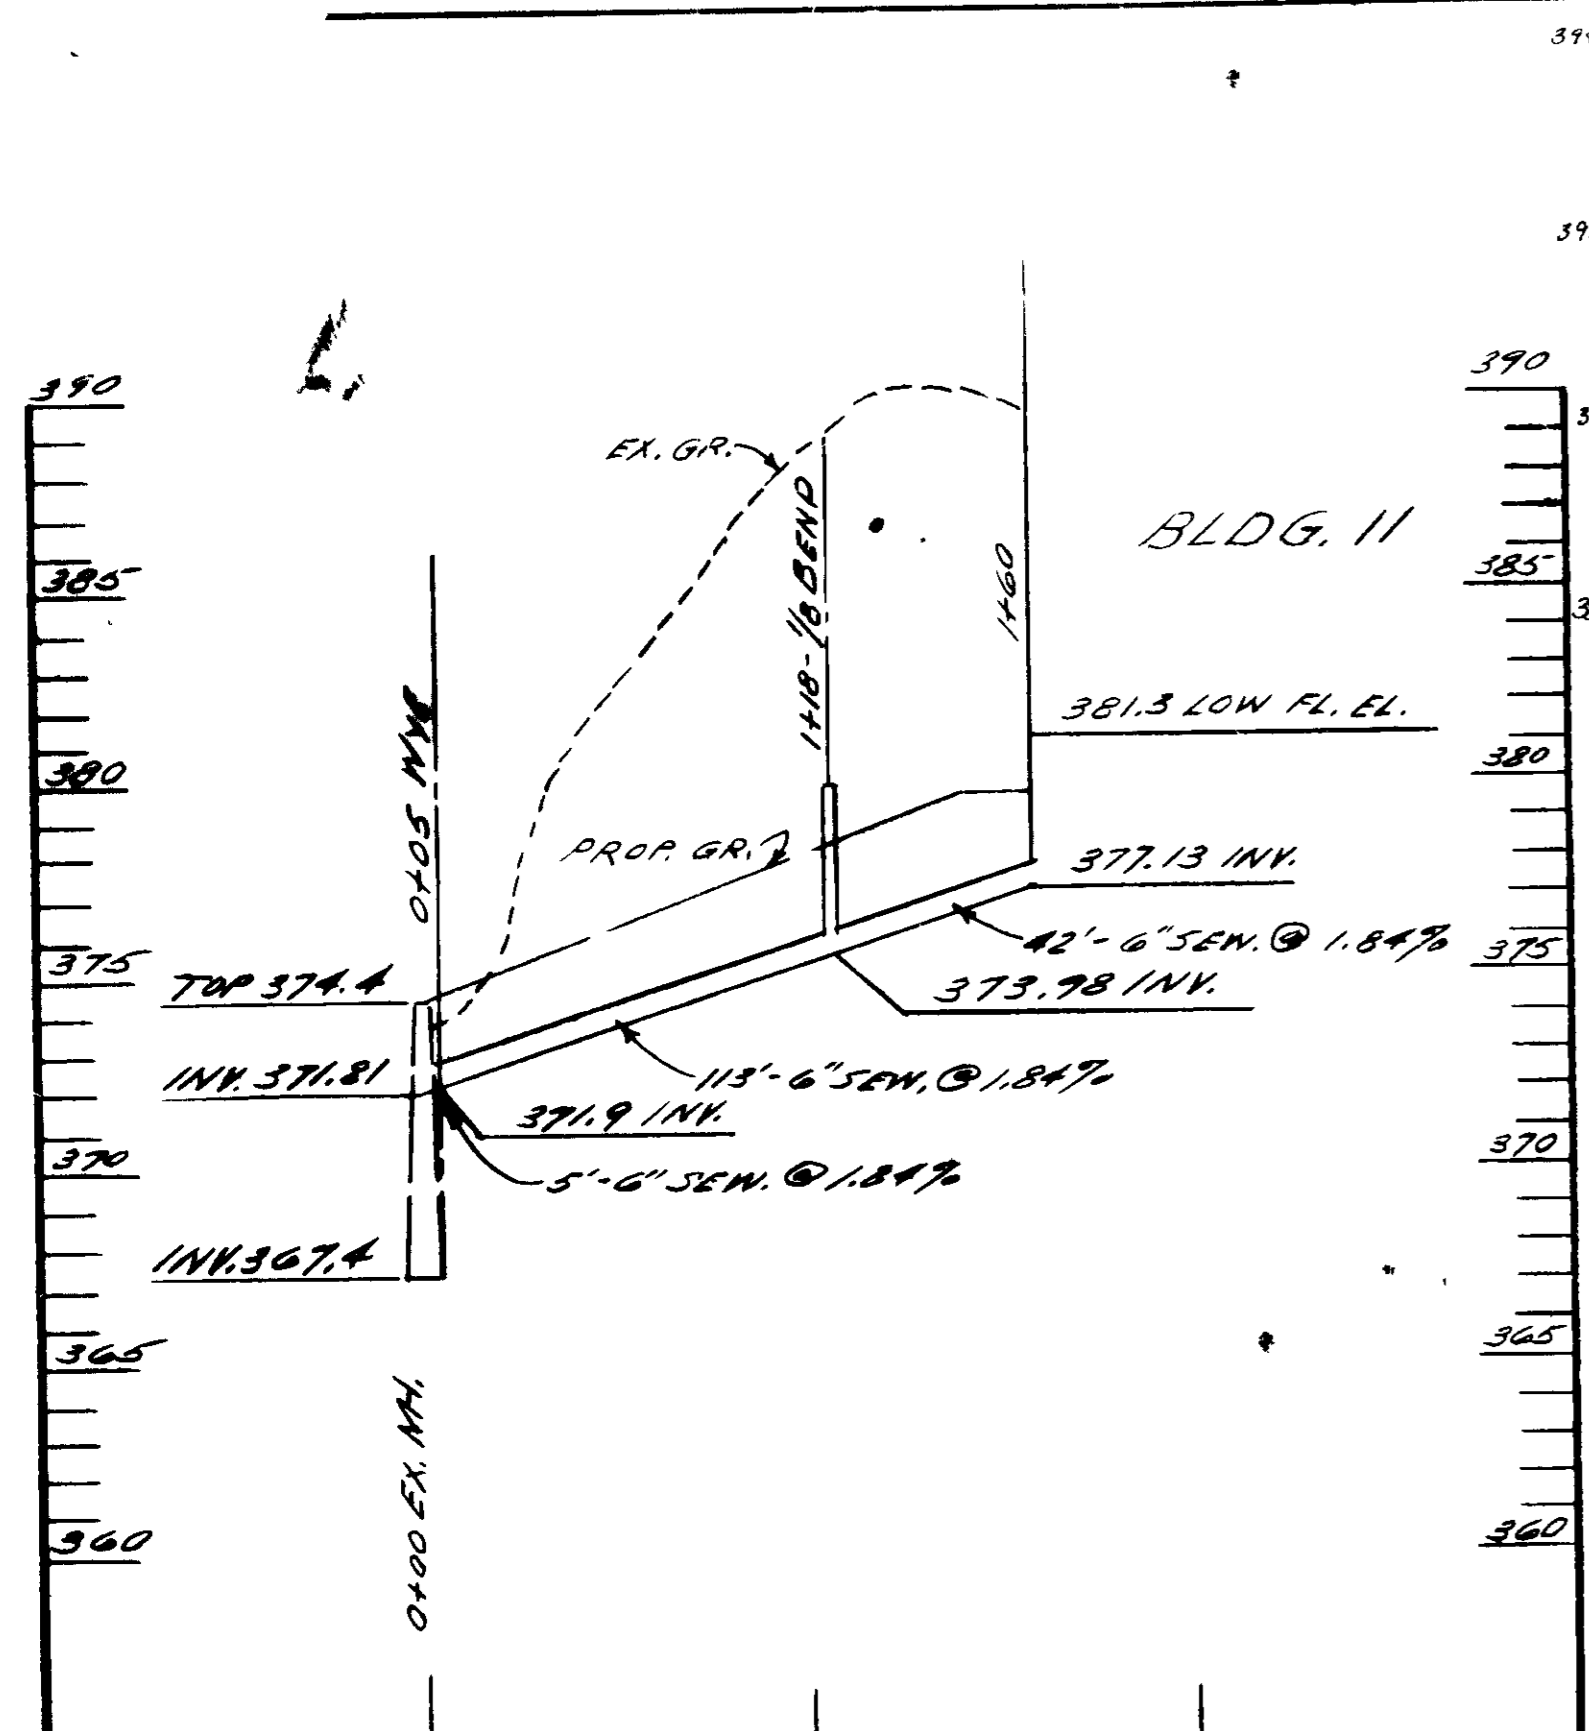 390
390
EX. GR.
BLDG. 11
1+18-1/8 BEND
1+60
385
385
381.3 LOW FL. EL.
0+05 WYE
380
380
PROP. GR.
377.13 INV.
42'-6" SEW. @ 1.84%
375
375
TOP 374.4
373.98 INV.
INV. 371.81
113'-6" SEW. @ 1.84%
371.9 INV.
370
370
5'-6" SEW. @ 1.84%
INV. 367.4
365
365
0+00 EX. MH.
360
360